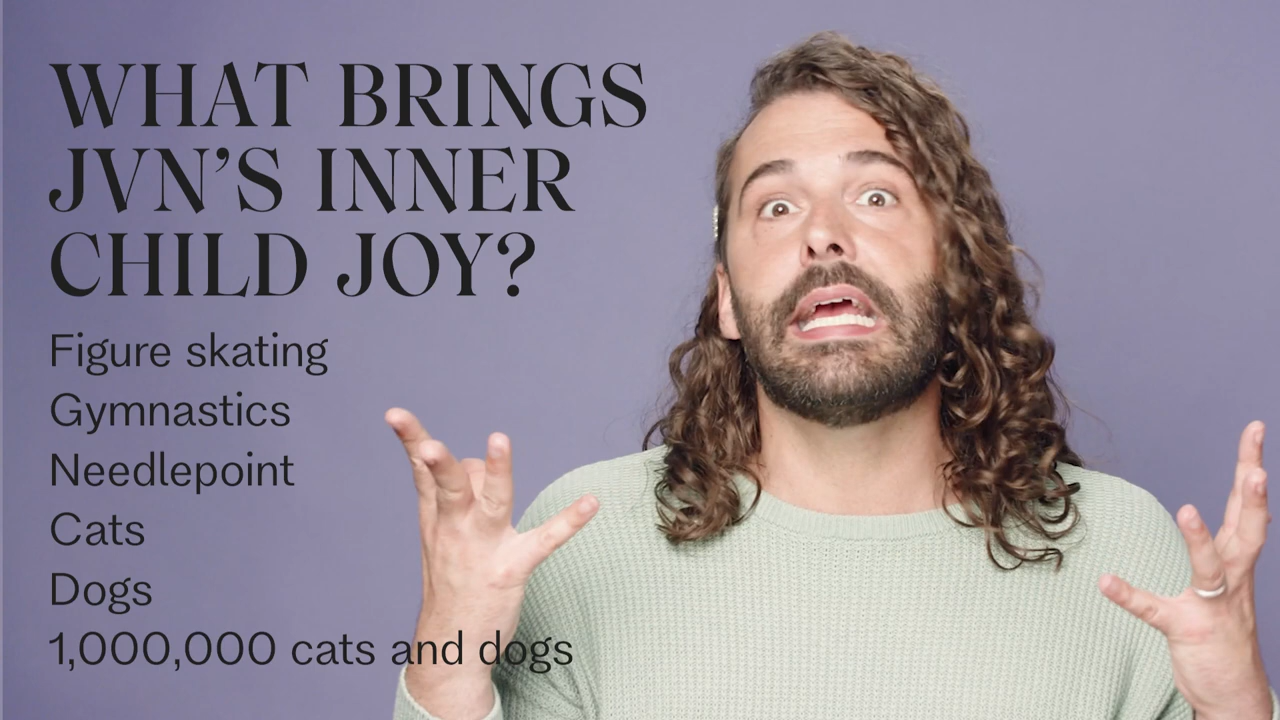 WHAT BRINGS
JVN’S INNER
CHILD JOY?
Figure skating
Gymnastics
Needlepoint
Cats
Dogs
1,000,000 cats and dogs